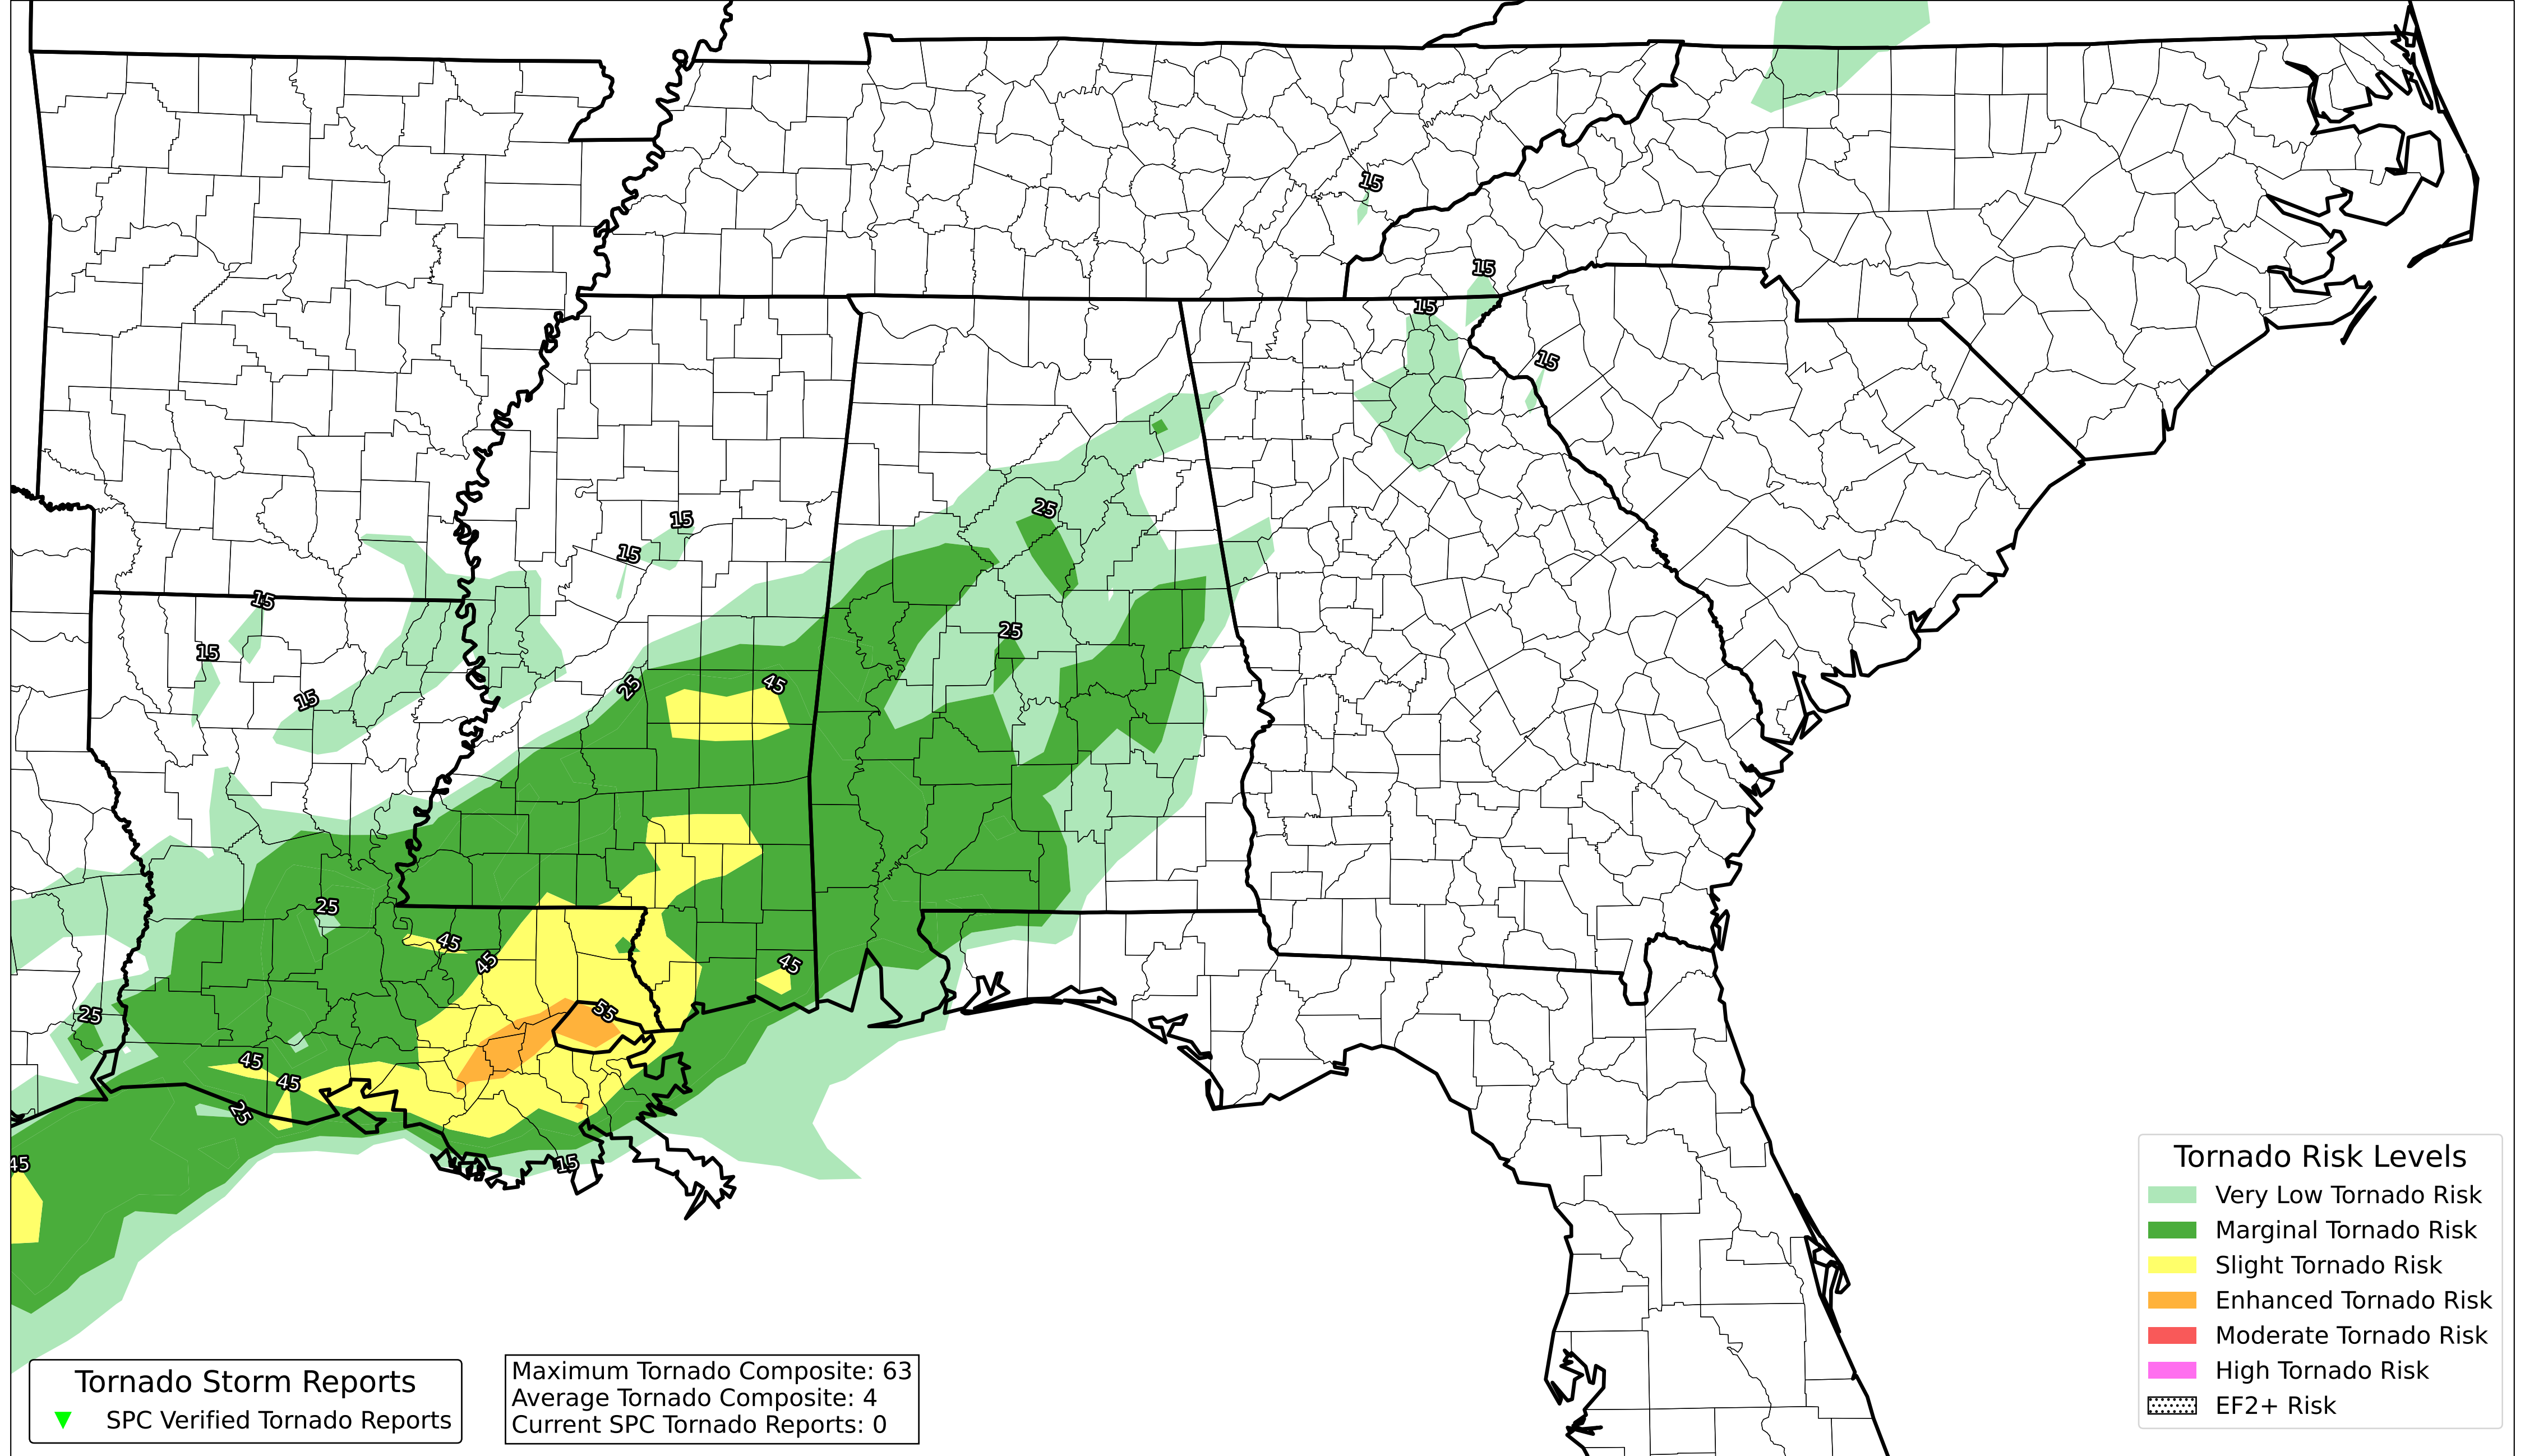 15
15
15
15
25
15
15
15
25
15
25
45
15
25
45
45
45
55
25
45
45
25
45
15
Tornado Risk Levels
Very Low Tornado Risk
Marginal Tornado Risk
Slight Tornado Risk
Enhanced Tornado Risk
Moderate Tornado Risk
High Tornado Risk
EF2+ Risk
Tornado Storm Reports
SPC Verified Tornado Reports
Maximum Tornado Composite: 63
Average Tornado Composite: 4
Current SPC Tornado Reports: 0